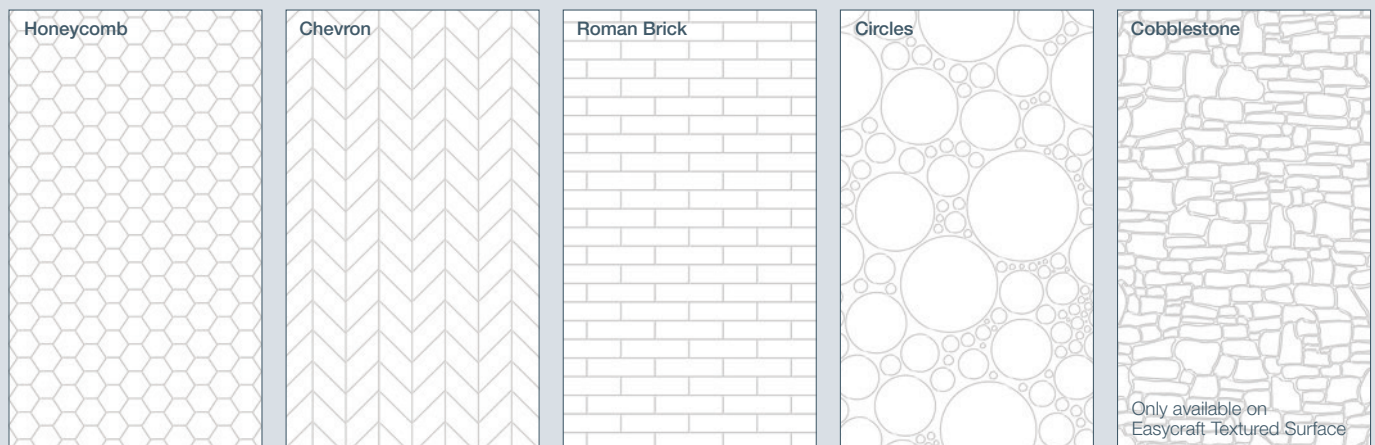 Honeycomb
Chevron
Roman Brick
Circles
Cobblestone
Only available on
Easycraft Textured Surface